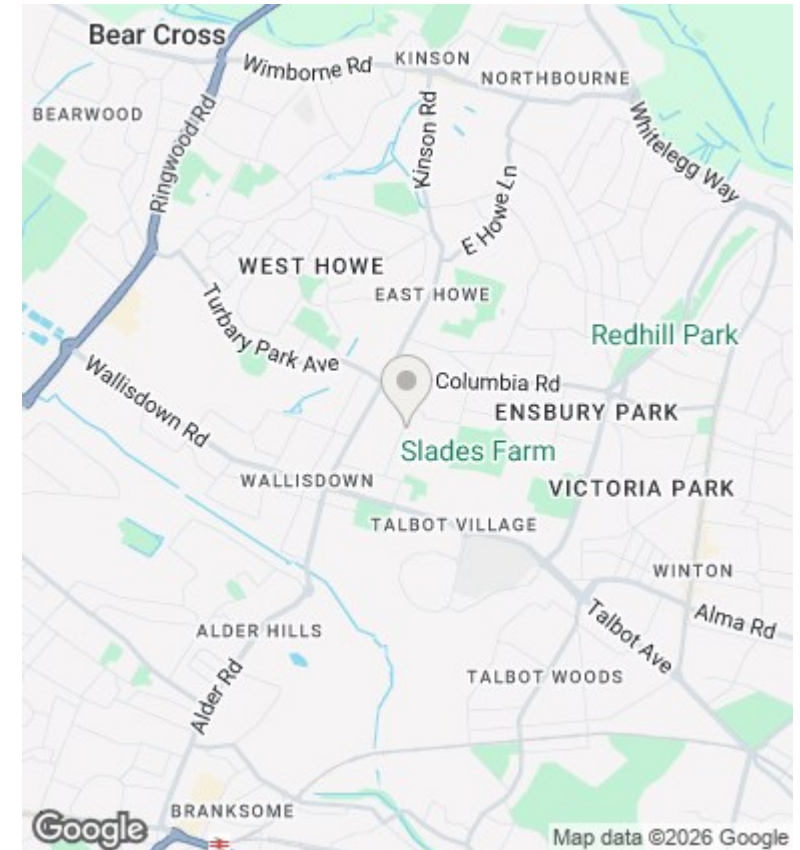 Bear Cross
Wimborne Rd
KINSON
NORTHBOURNE
BEARWOOD
Ringwood Rd
Kinson Rd
Whitelegg Way
E Howe Ln
WEST HOWE
EAST HOWE
Turbary Park Ave
Redhill Park
Wallisdown Rd
Columbia Rd
ENSBURY PARK
Slades Farm
WALLISDOWN
VICTORIA PARK
TALBOT VILLAGE
WINTON
Talbot Ave
Alma Rd
ALDER HILLS
TALBOT WOODS
Alder Rd
BRANKSOME
Google
Map data ©2026 Google